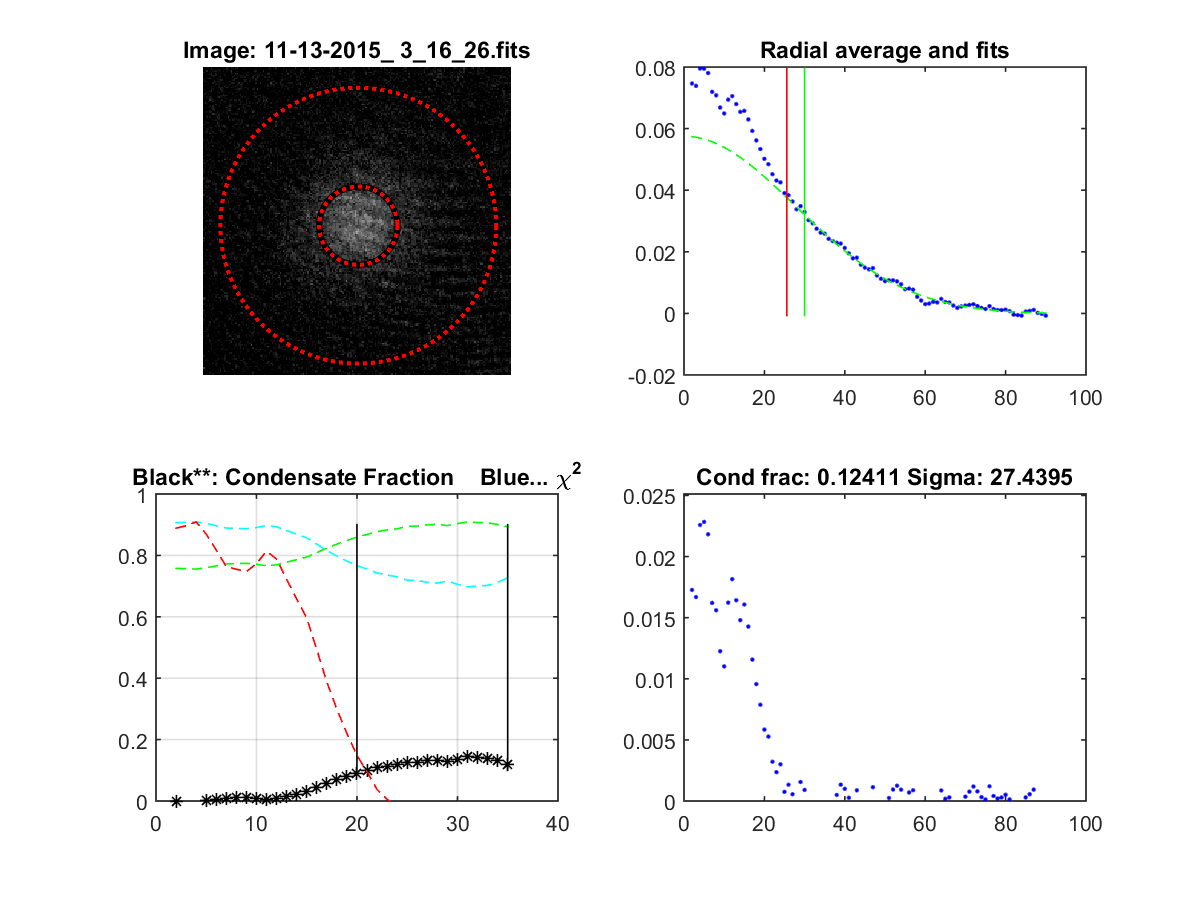 Image: 11-13-2015_ 3_16_26.fits
Radial average and fits
0.08
0.06
0.04
0.02
0
-0.02
0 20 40 60 80 100
Black**: Condensate Fraction Blue... χ²
1
0.8
0.6
0.4
0.2
0
0 10 20 30 40
Cond frac: 0.12411 Sigma: 27.4395
0.025
0.02
0.015
0.01
0.005
0
0 20 40 60 80 100